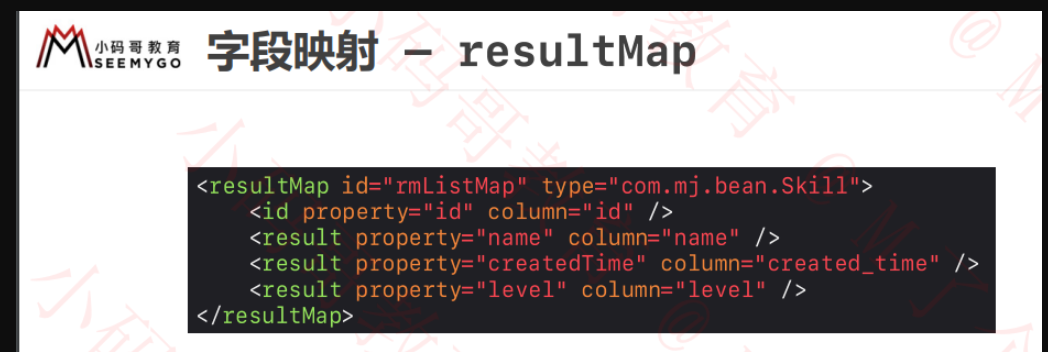 小码哥教育
SEEMYGO
字段映射 — resultMap
<resultMap id="rmListMap" type="com.mj.bean.Skill">
    <id property="id" column="id" />
    <result property="name" column="name" />
    <result property="createdTime" column="created_time" />
    <result property="level" column="level" />
</resultMap>